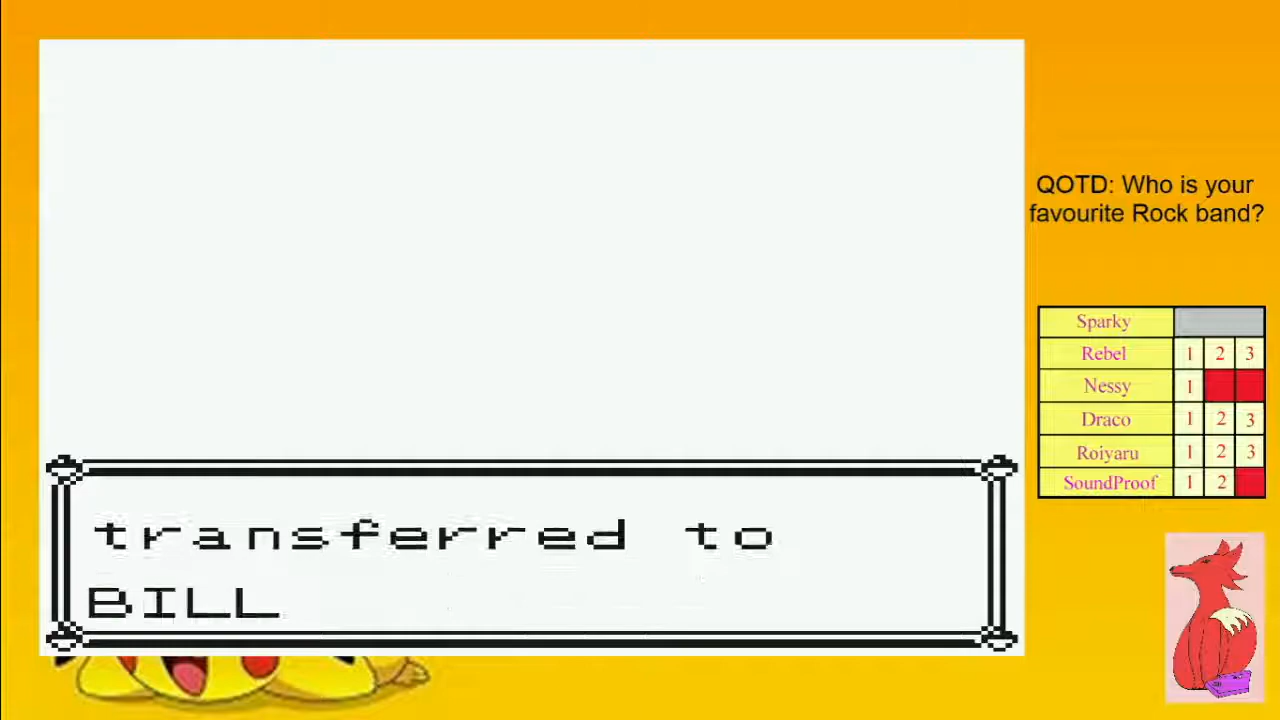 QOTD: Who is your
favourite Rock band?
Sparky
Rebel 1 2 3
Nessy 1
Draco 1 2 3
Roiyaru 1 2 3
SoundProof 1 2
transferred to
BILL